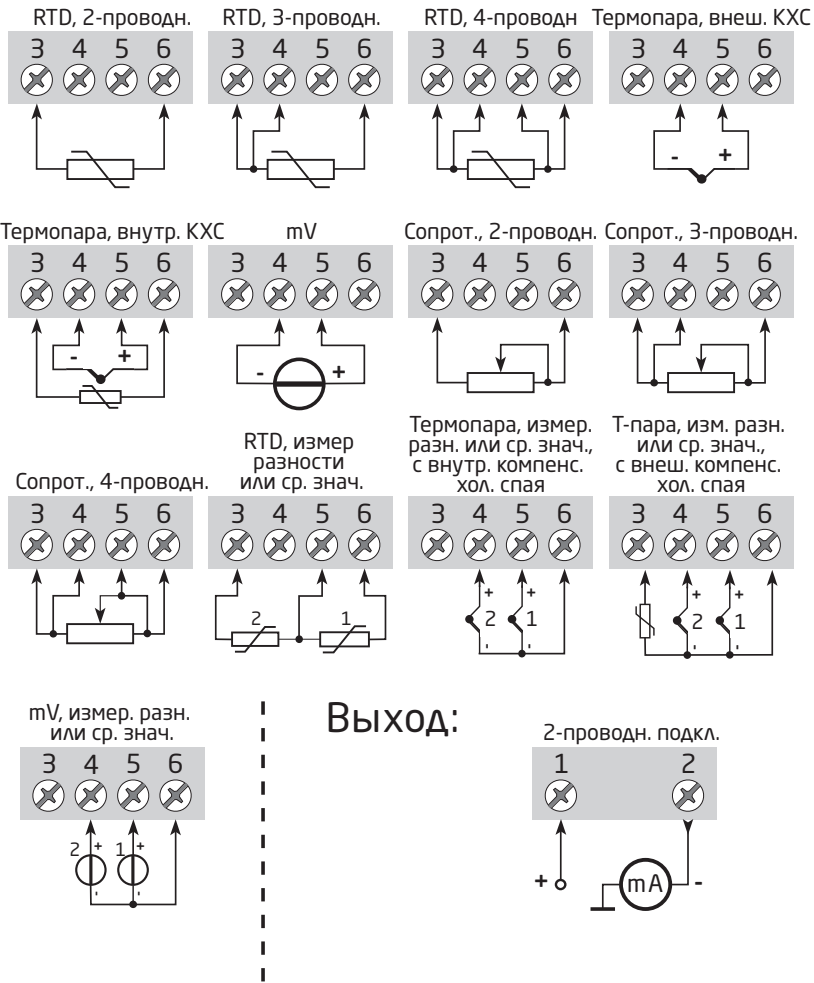 RTD, 2-проводн.
3 4 5 6
RTD, 3-проводн.
3 4 5 6
RTD, 4-проводн
3 4 5 6
Термопара, внеш. КХС
3 4 5 6
- +
Термопара, внутр. КХС
3 4 5 6
- +
mV
3 4 5 6
- +
Сопрот., 2-проводн.
3 4 5 6
Сопрот., 3-проводн.
3 4 5 6
Сопрот., 4-проводн.
3 4 5 6
RTD, измер
разности
или ср. знач.
3 4 5 6
2 1
Термопара, измер.
разн. или ср. знач.,
с внутр. компенс.
хол. спая
3 4 5 6
+ +
2 1
- -
Т-пара, изм. разн.
или ср. знач.,
с внеш. компенс.
хол. спая
3 4 5 6
+ +
2 1
- -
mV, измер. разн.
или ср. знач.
3 4 5 6
2 + 1 +
- -
Выход:
2-проводн. подкл.
1 2
+ mA -